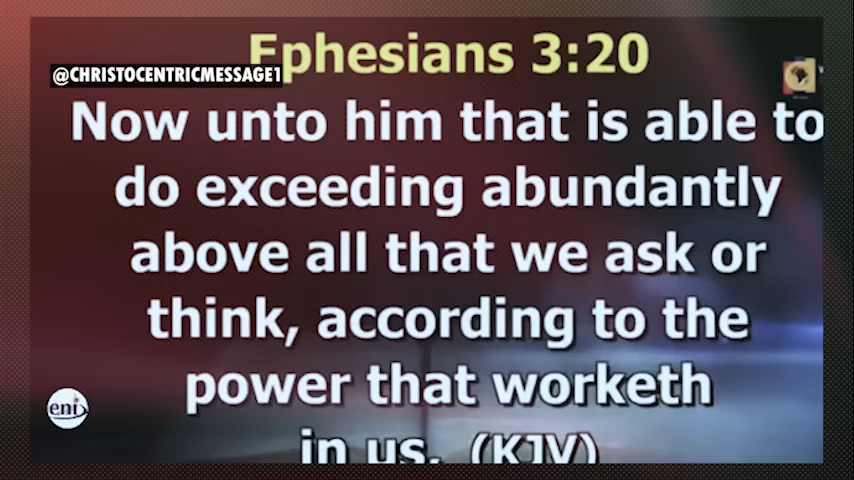 Ephesians 3:20
@CHRISTOCENTRICMESSAGE1
Now unto him that is able to
do exceeding abundantly
above all that we ask or
think, according to the
power that worketh
in us. (KJV)
eni